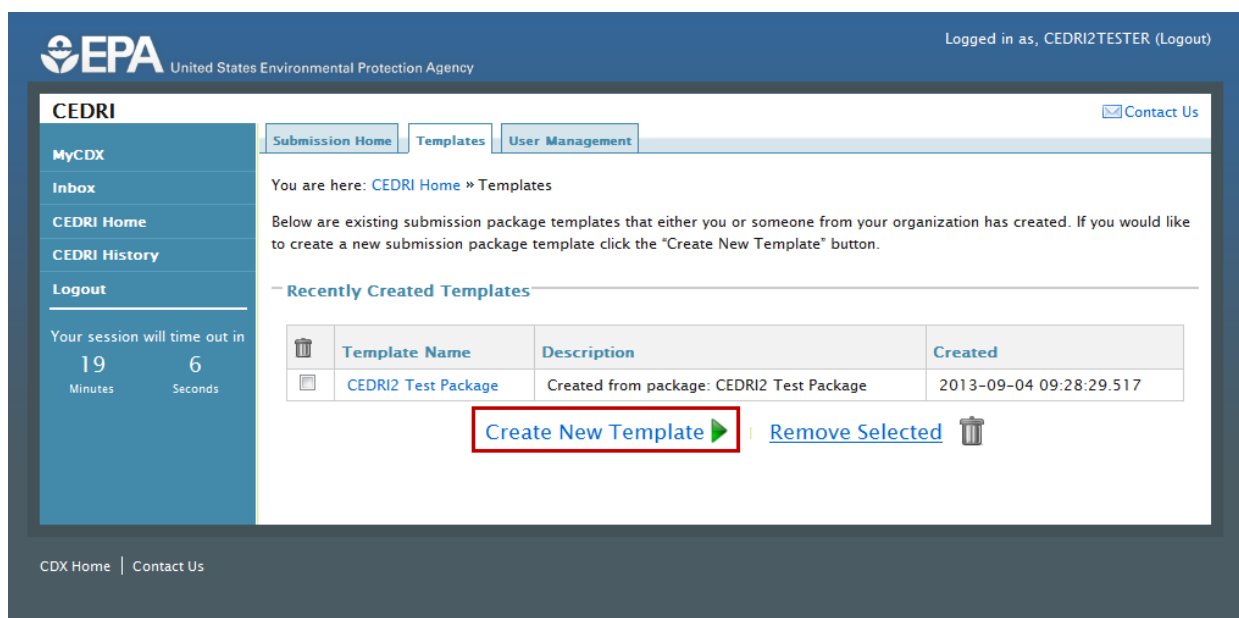 Logged in as, CEDRI2TESTER (Logout)
EPA United States Environmental Protection Agency
CEDRI
Contact Us
MyCDX
Inbox
CEDRI Home
CEDRI History
Logout
Your session will time out in
19 6
Minutes Seconds
Submission Home Templates User Management
You are here: CEDRI Home » Templates
Below are existing submission package templates that either you or someone from your organization has created. If you would like
to create a new submission package template click the “Create New Template” button.
Recently Created Templates
Template Name Description Created
CEDRI2 Test Package Created from package: CEDRI2 Test Package 2013-09-04 09:28:29.517
Create New Template Remove Selected
CDX Home | Contact Us